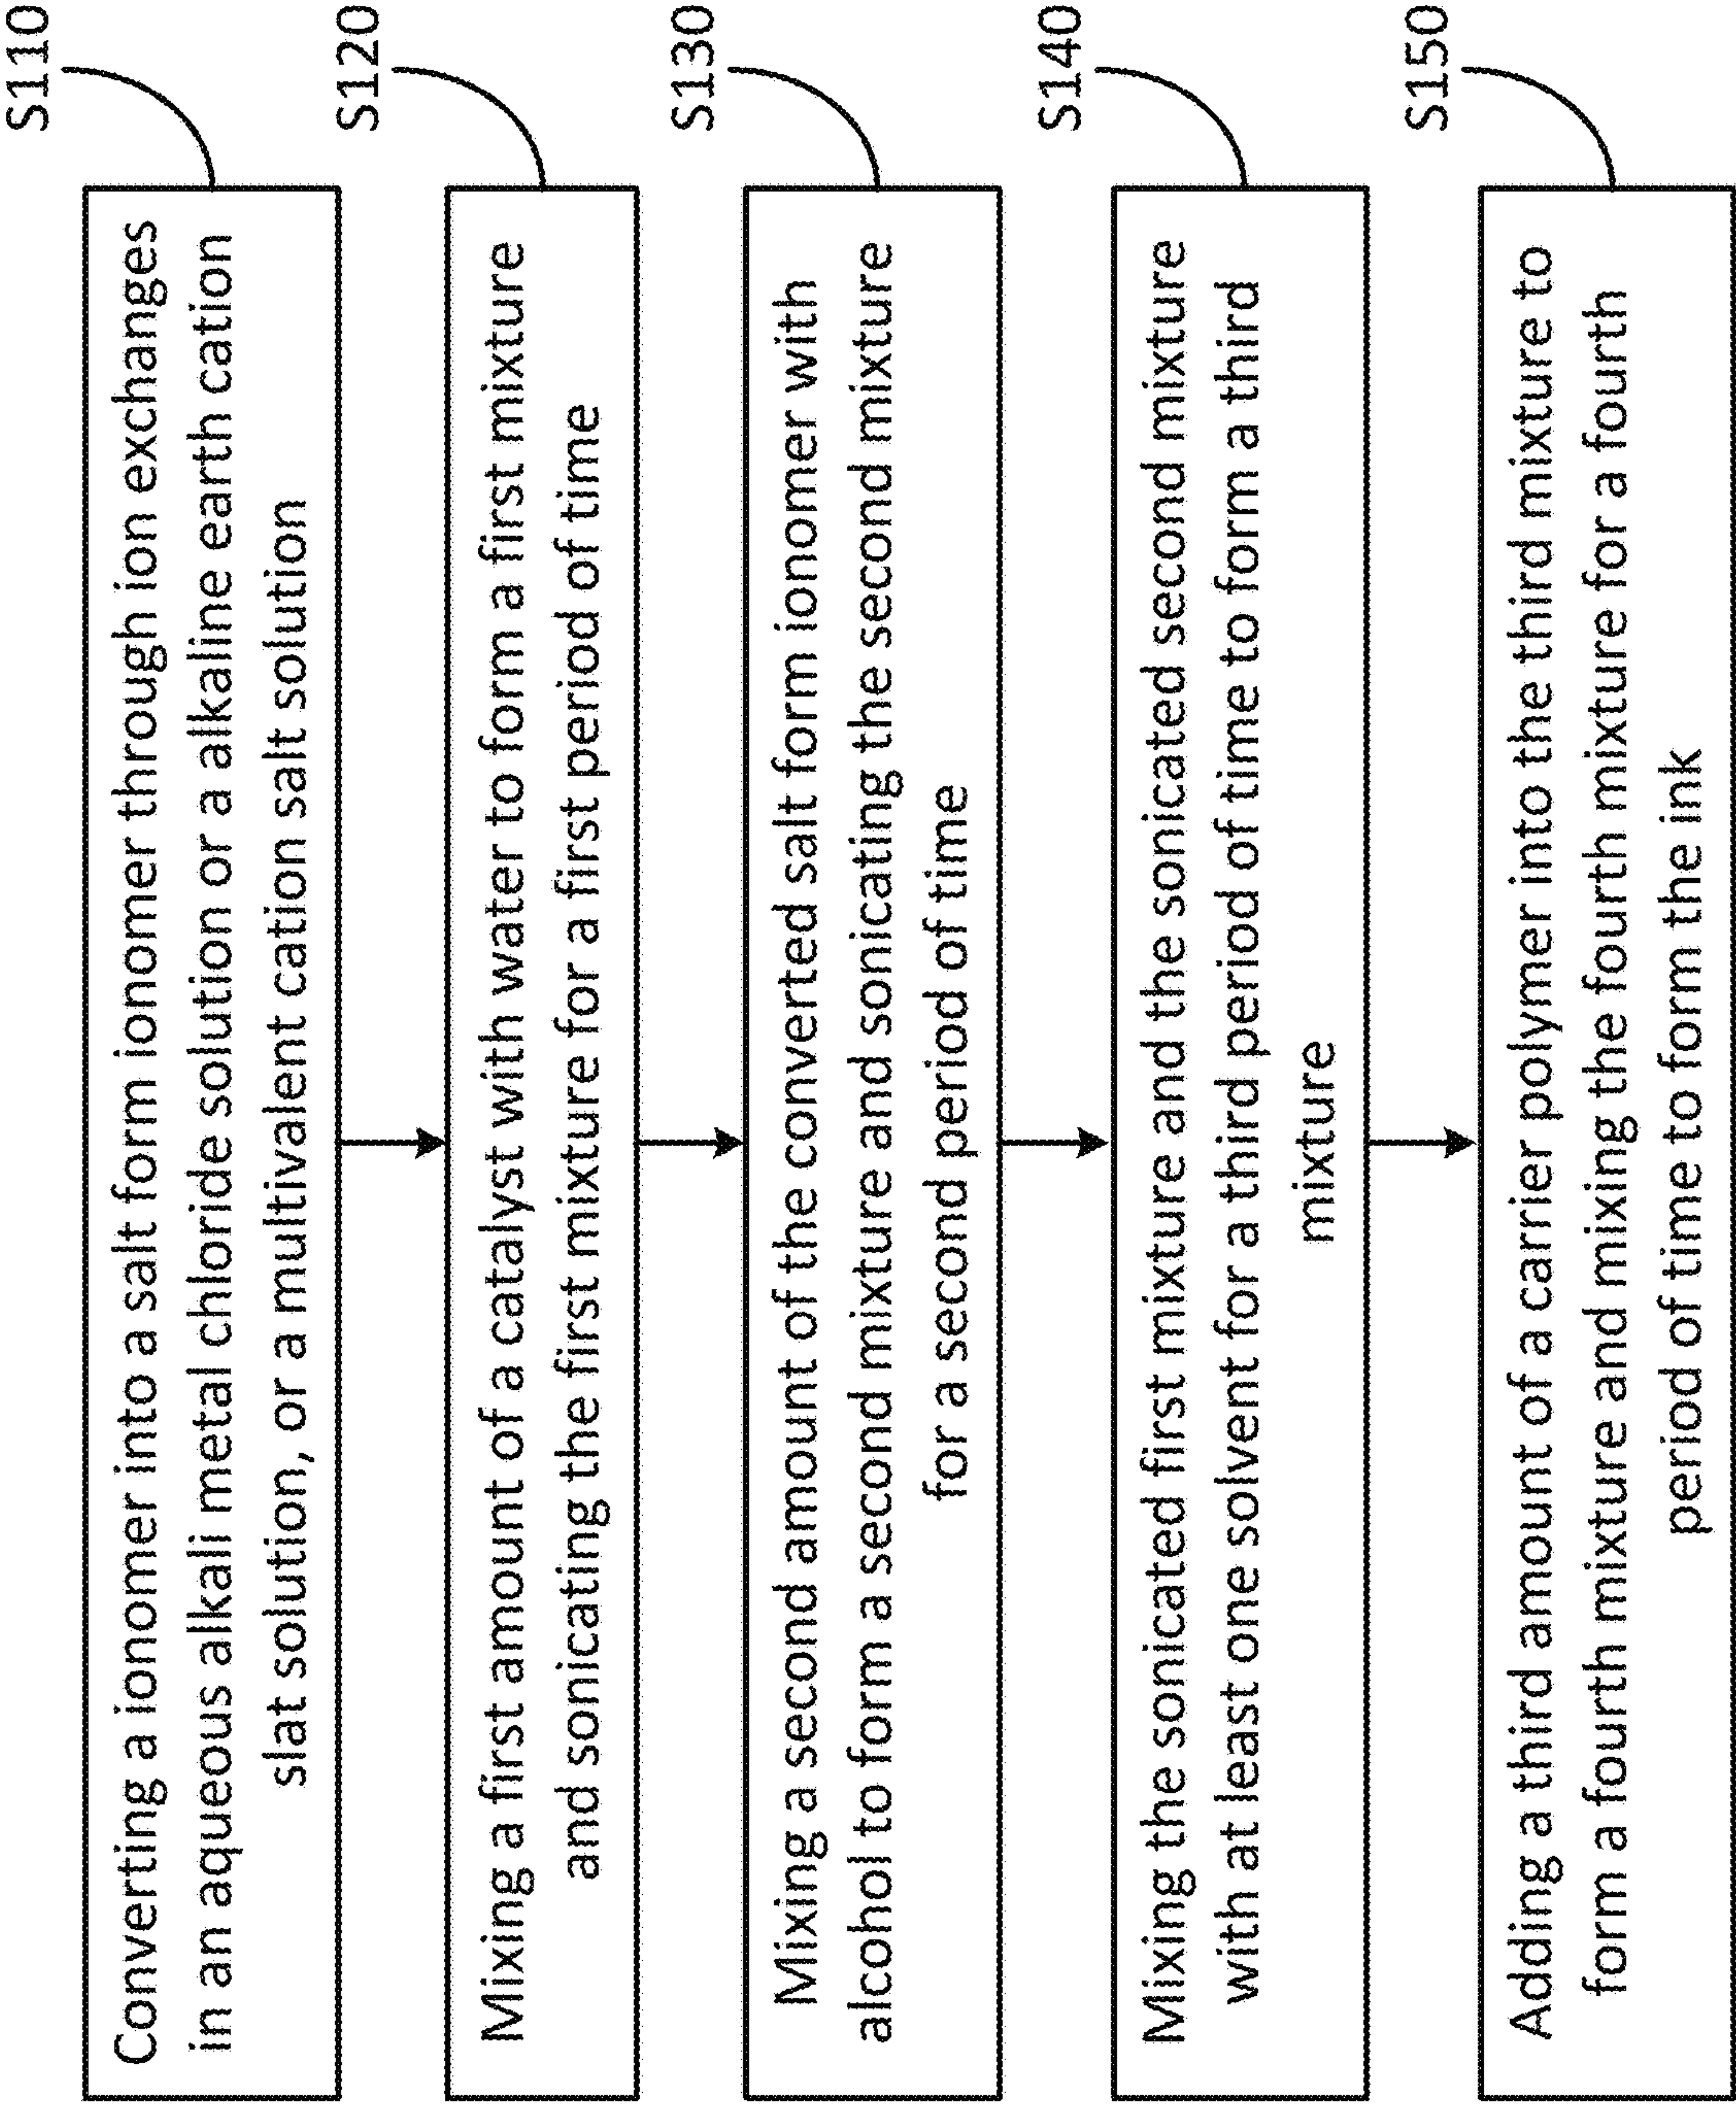 S110
Converting a ionomer into a salt form ionomer through ion exchanges
in an aqueous alkali metal chloride solution or a alkaline earth cation
slat solution, or a multivalent cation salt solution
S120
Mixing a first amount of a catalyst with water to form a first mixture
and sonicating the first mixture for a first period of time
S130
Mixing a second amount of the converted salt form ionomer with
alcohol to form a second mixture and sonicating the second mixture
for a second period of time
S140
Mixing the sonicated first mixture and the sonicated second mixture
with at least one solvent for a third period of time to form a third
mixture
S150
Adding a third amount of a carrier polymer into the third mixture to
form a fourth mixture and mixing the fourth mixture for a fourth
period of time to form the ink